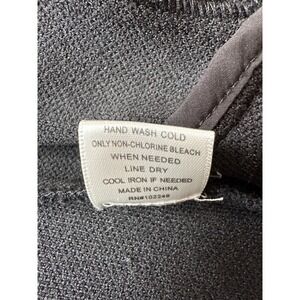 HAND WASH COLD
ONLY NON-CHLORINE BLEACH
WHEN NEEDED
LINE DRY
COOL IRON IF NEEDED
MADE IN CHINA